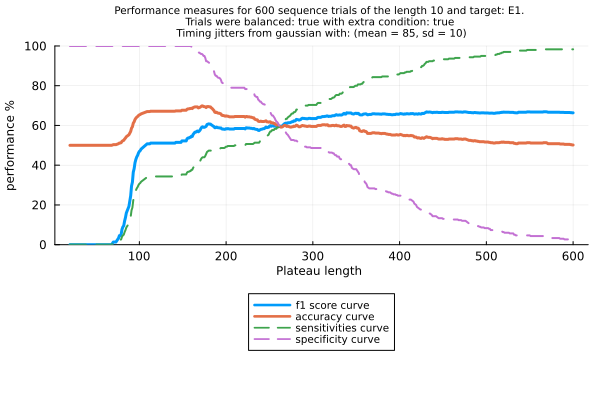 Performance measures for 600 sequence trials of the length 10 and target: E1.
Trials were balanced: true with extra condition: true
Timing jitters from gaussian with: (mean = 85, sd = 10)
100
80
60
40
20
0
performance %
100 200 300 400 500 600
Plateau length
f1 score curve
accuracy curve
sensitivities curve
specificity curve